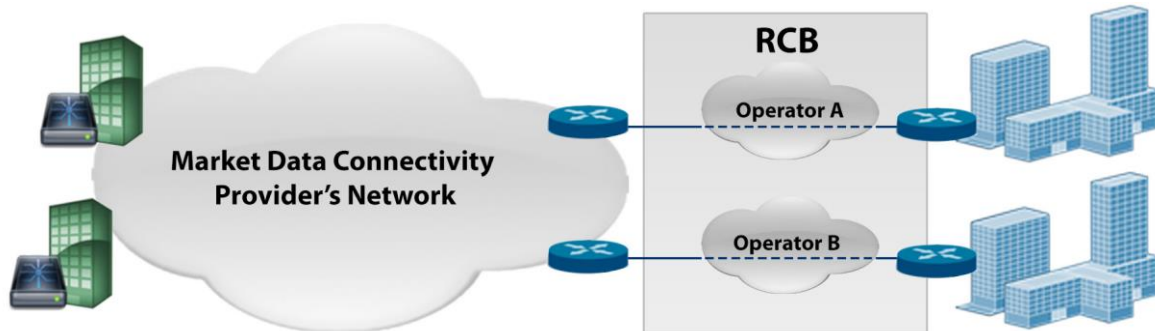 RCB
Operator A
Market Data Connectivity
Provider's Network
Operator B